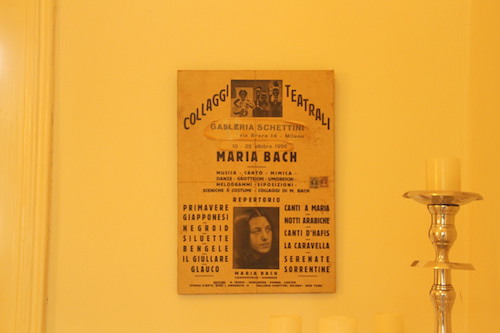 COLLAGGI TEATRALI
GALLERIA SCHETTINI
via Brera 14 - Milano
MARIA BACH
MUSICA - CANTO - MIMICA -
DANZE - GROTTESCHI - UMORESCHI
MELODRAMMI - ESPOSIZIONI -
SCENICHE E COSTUMI - COLLAGGI DI M. BACH
REPERTORIO
PRIMAVERE
GIAPPONESI
NEGROID
SILUETTE
BENGELE
IL GIULLARE
GLAUCO
CANTI A MARIA
NOTTI ARABICHE
CANTI D'HAFIS
LA CARAVELLA
SERENATE
SORRENTINE
MARIA BACH